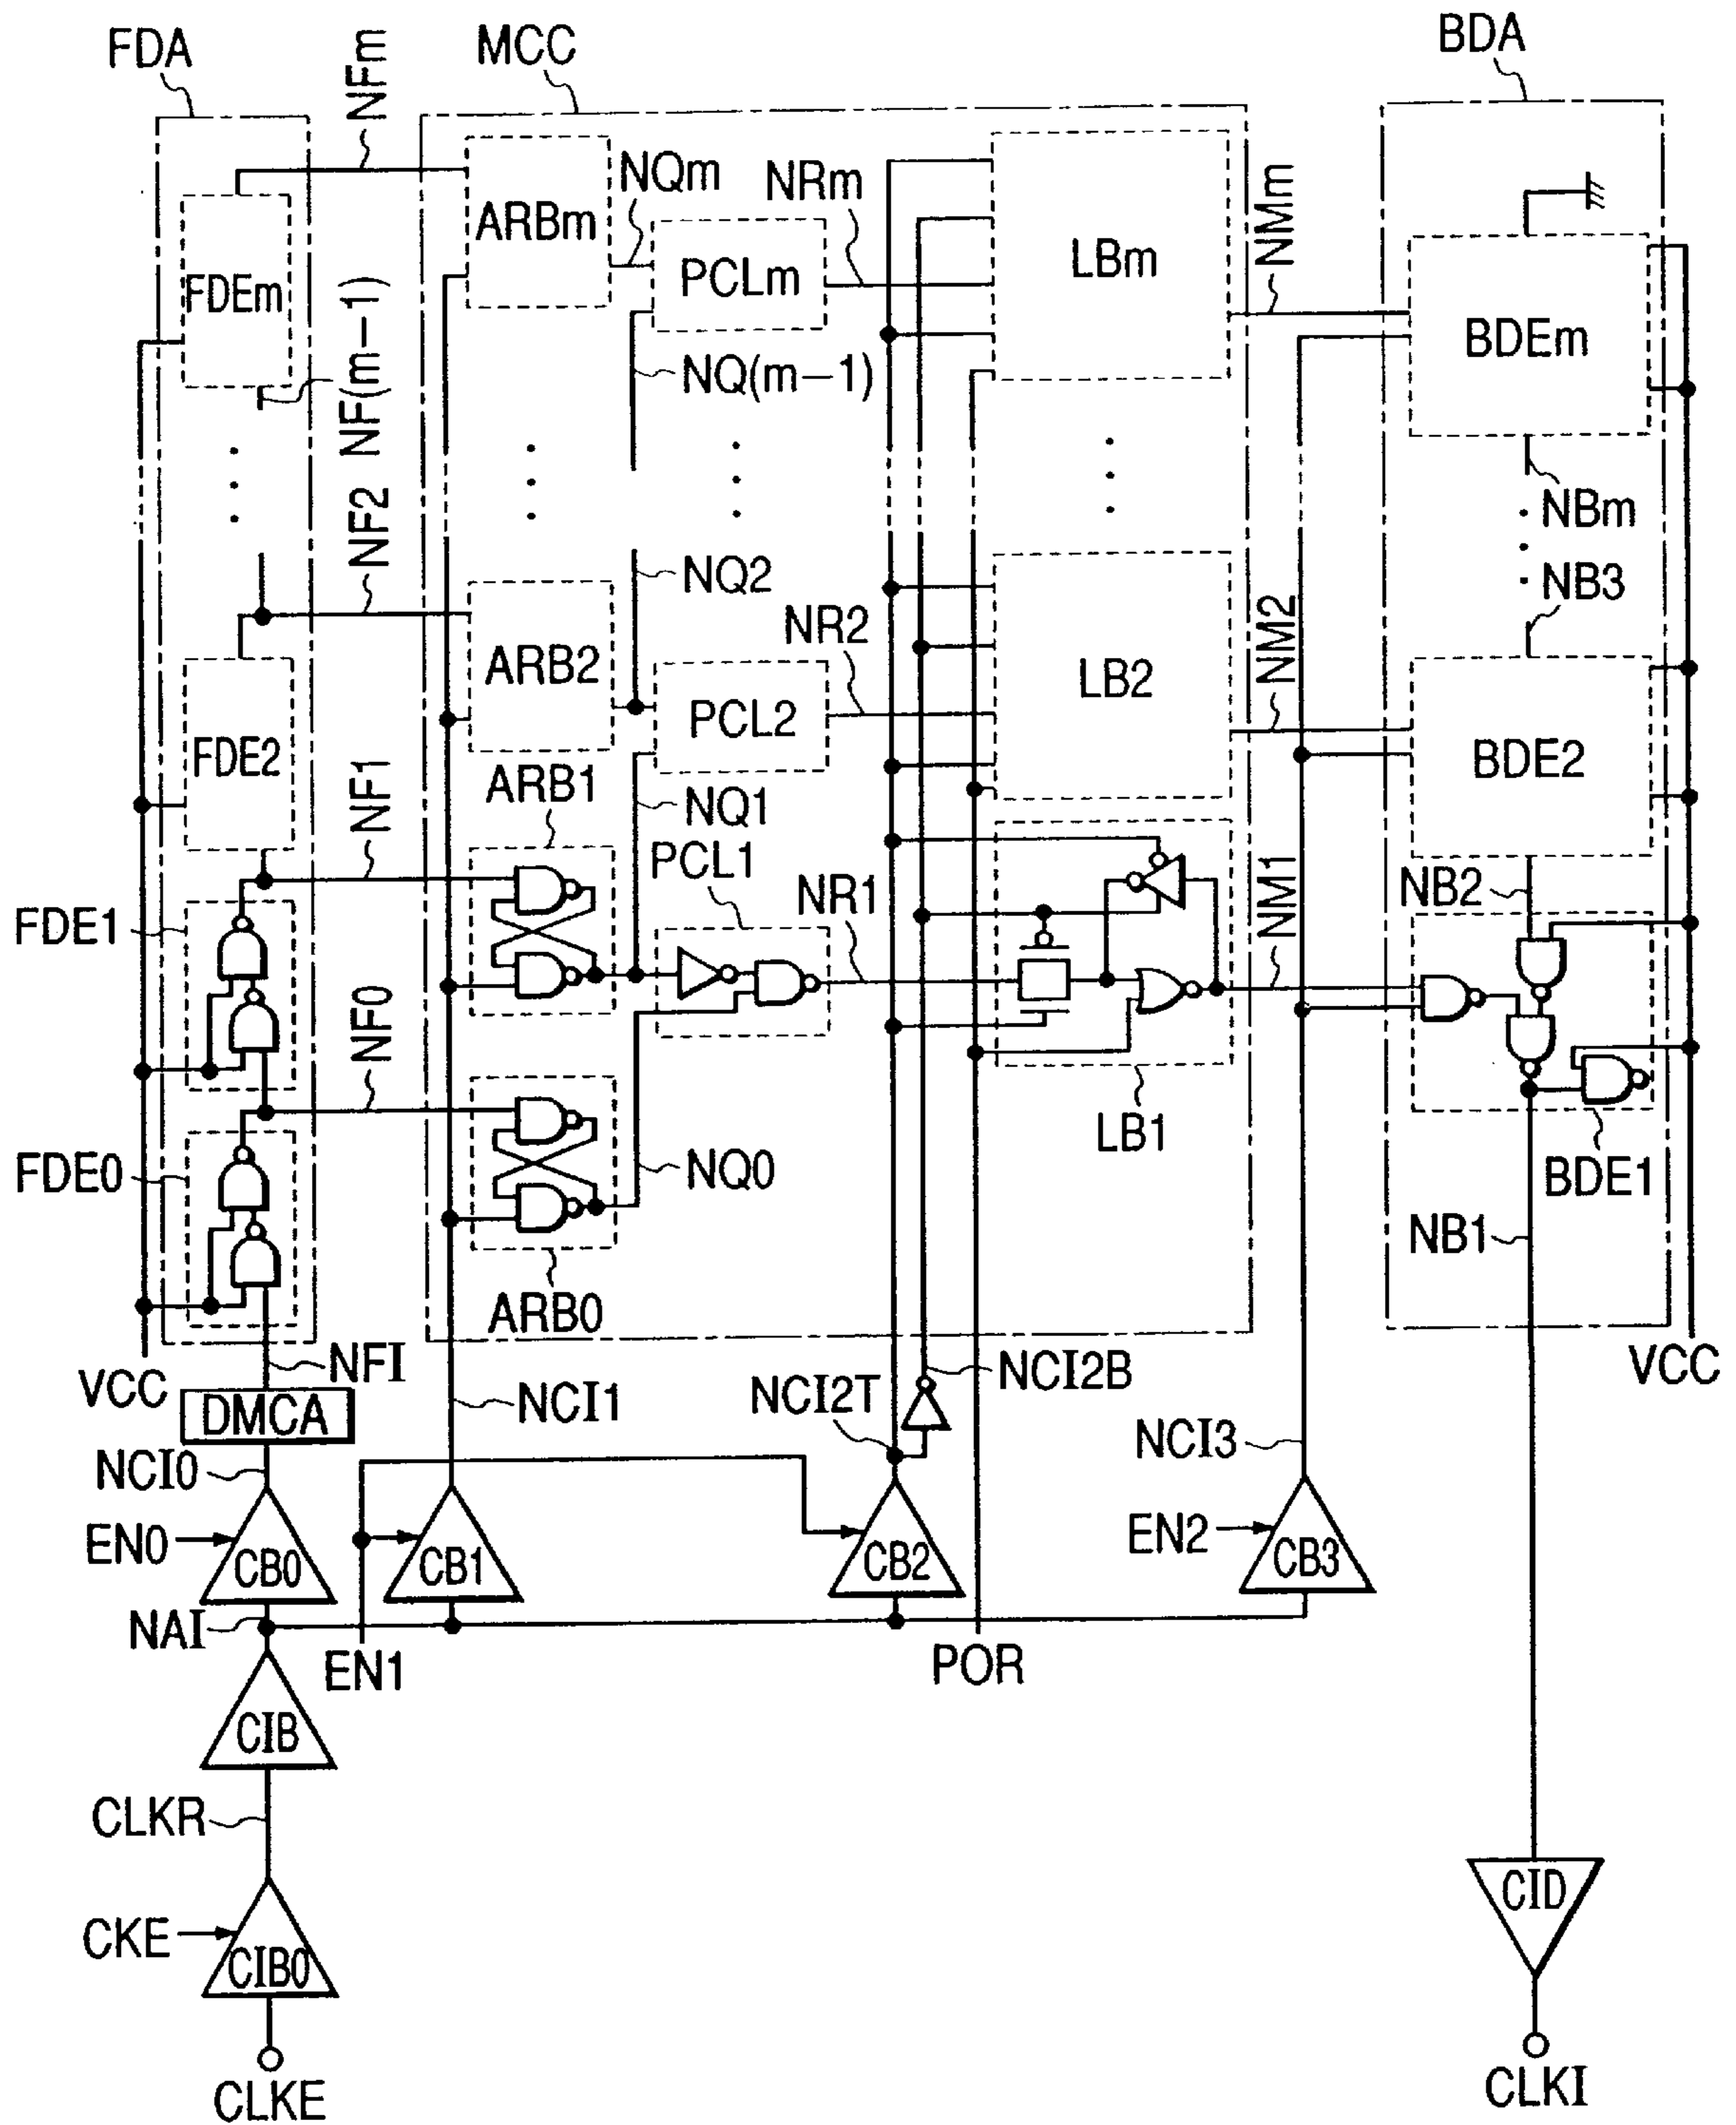 FDA
MCC
BDA
NFm
ARBm
NQm
NRm
NMm
FDEm
PCLm
LBm
BDEm
NF(m-1)
NQ(m-1)
NBm
NF2
NQ2
NB3
ARB2
NR2
NM2
FDE2
PCL2
LB2
BDE2
NF1
ARB1
NQ1
PCL1
NR1
NM1
NB2
FDE1
NF0
LB1
BDE1
FDE0
NQ0
NB1
ARB0
VCC
NFI
NCI1
NCI2T
NCI2B
VCC
DMCA
NCI0
NCI3
EN0
CB0
CB1
CB2
EN2
CB3
NAI
EN1
POR
CIB
CLKR
CID
CKE
CIB0
CLKE
CLKI